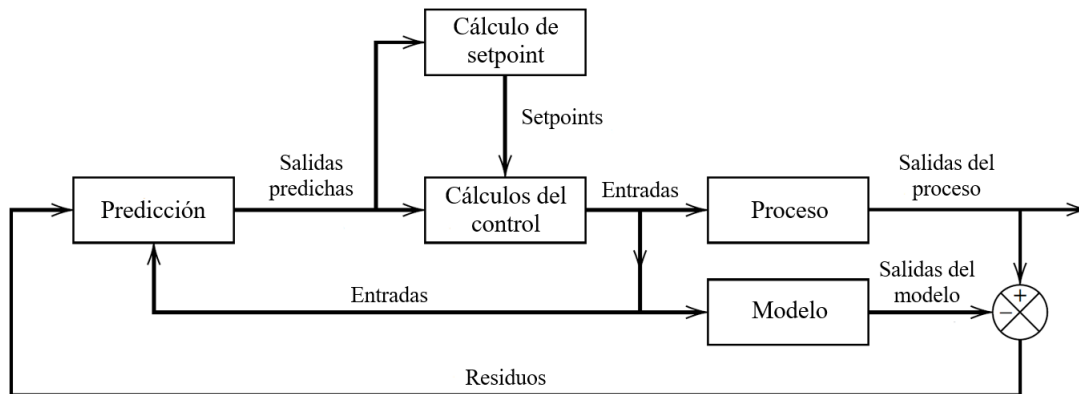 Cálculo de
setpoint
Setpoints
Salidas
predichas
Predicción
Cálculos del
control
Entradas
Proceso
Salidas del
proceso
Entradas
Modelo
Salidas del
modelo
+
−
Residuos